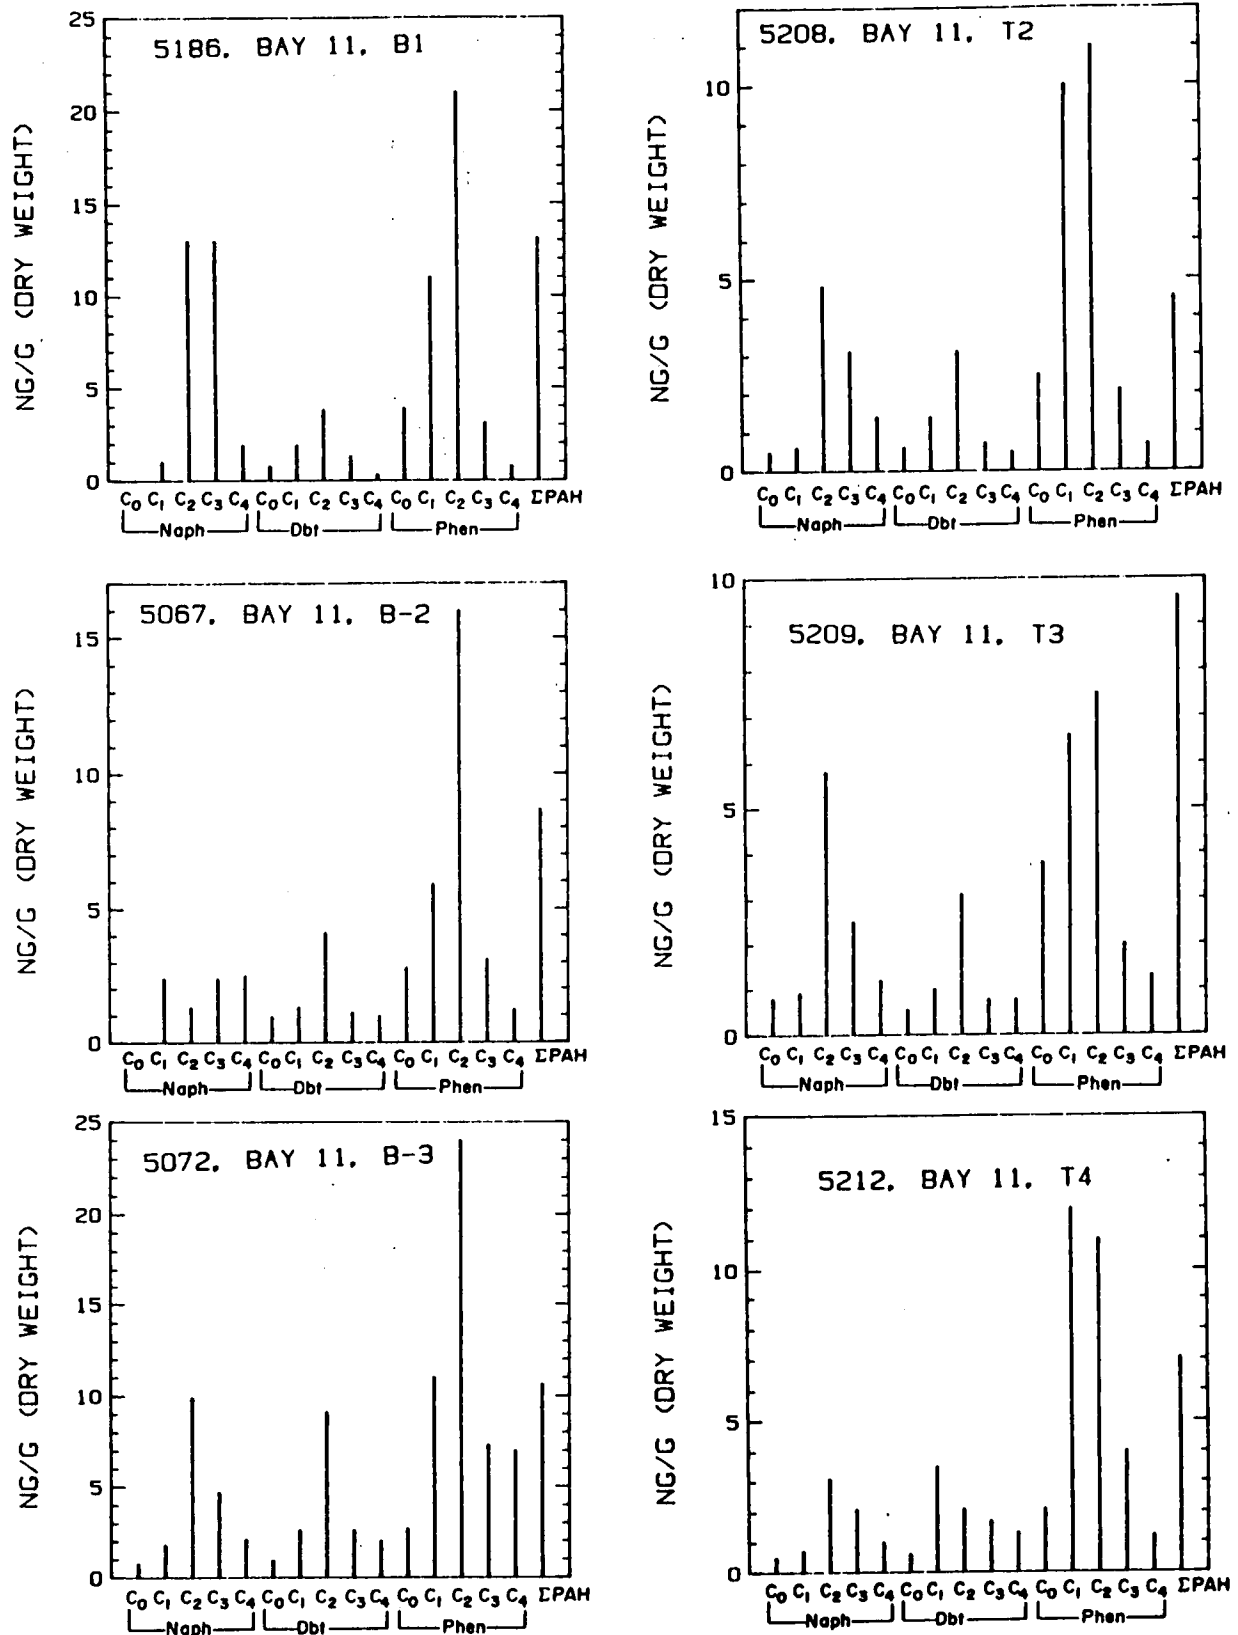 5186, BAY 11, B1
NG/G (DRY WEIGHT)
25
20
15
10
5
0
C0 C1 C2 C3 C4 C0 C1 C2 C3 C4 C0 C1 C2 C3 C4 ΣPAH
Naph Dbt Phen
5208, BAY 11, T2
NG/G (DRY WEIGHT)
10
5
0
C0 C1 C2 C3 C4 C0 C1 C2 C3 C4 C0 C1 C2 C3 C4 ΣPAH
Naph Dbt Phen
5067, BAY 11, B-2
NG/G (DRY WEIGHT)
15
10
5
0
C0 C1 C2 C3 C4 C0 C1 C2 C3 C4 C0 C1 C2 C3 C4 ΣPAH
Naph Dbt Phen
5209, BAY 11, T3
NG/G (DRY WEIGHT)
10
5
0
C0 C1 C2 C3 C4 C0 C1 C2 C3 C4 C0 C1 C2 C3 C4 ΣPAH
Naph Dbt Phen
5072, BAY 11, B-3
NG/G (DRY WEIGHT)
25
20
15
10
5
0
C0 C1 C2 C3 C4 C0 C1 C2 C3 C4 C0 C1 C2 C3 C4 ΣPAH
Naph Dbt Phen
5212, BAY 11, T4
NG/G (DRY WEIGHT)
15
10
5
0
C0 C1 C2 C3 C4 C0 C1 C2 C3 C4 C0 C1 C2 C3 C4 ΣPAH
Naph Dbt Phen